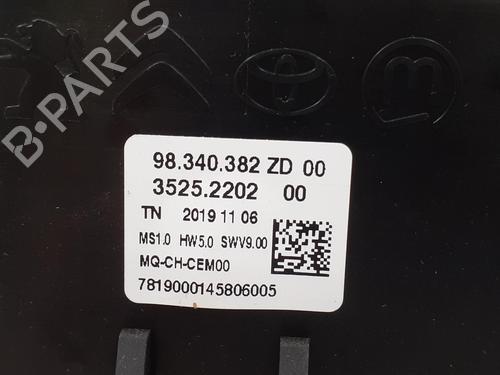 B-PARTS
98.340.382 ZD 00
3525.2202 00
TN 2019 11 06
MS1.0 HW5.0 SWV9.00
MQ-CH-CEM00
7819000145806005